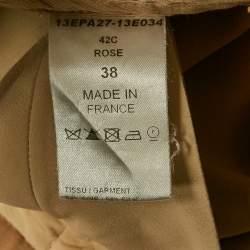 13EPA27-13E034
42C
ROSE
38
MADE IN
FRANCE
TISSU / GARMENT